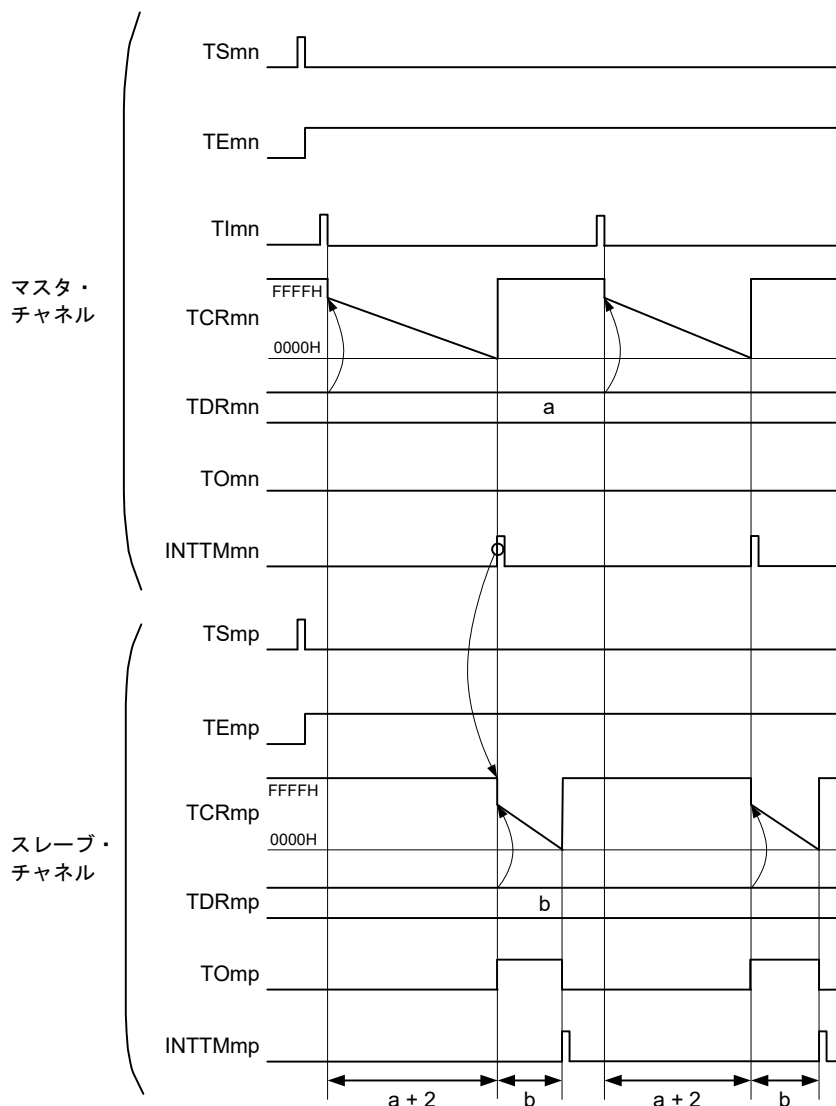 TSmn
TEmn
TImn
マスタ・
チャネル
FFFFH
TCRmn
0000H
TDRmn
a
TOmn
INTTMmn
TSmp
TEmp
FFFFH
TCRmp
0000H
スレーブ・
チャネル
TDRmp
b
TOmp
INTTMmp
a + 2
b
a + 2
b